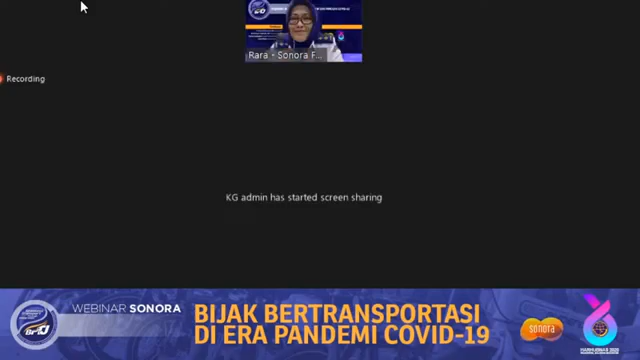 Rara - Sonora F...
Recording
KG admin has started screen sharing
WEBINAR SONORA
BIJAK BERTRANSPORTASI
DI ERA PANDEMI COVID-19
sonora